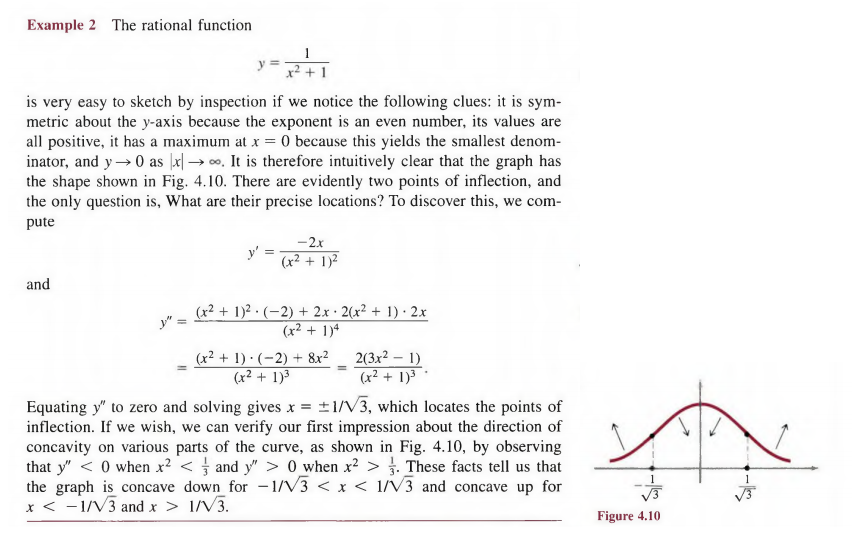 Example 2 The rational function
y = 1/(x² + 1)
is very easy to sketch by inspection if we notice the following clues: it is sym-
metric about the y-axis because the exponent is an even number, its values are
all positive, it has a maximum at x = 0 because this yields the smallest denom-
inator, and y → 0 as |x| → ∞. It is therefore intuitively clear that the graph has
the shape shown in Fig. 4.10. There are evidently two points of inflection, and
the only question is, What are their precise locations? To discover this, we com-
pute
y' = −2x/(x² + 1)²
and
y" = ((x² + 1)² · (−2) + 2x · 2(x² + 1) · 2x)/(x² + 1)⁴
= ((x² + 1) · (−2) + 8x²)/(x² + 1)³ = 2(3x² − 1)/(x² + 1)³.
Equating y" to zero and solving gives x = ±1/√3, which locates the points of
inflection. If we wish, we can verify our first impression about the direction of
concavity on various parts of the curve, as shown in Fig. 4.10, by observing
that y" < 0 when x² < 1/3 and y" > 0 when x² > 1/3. These facts tell us that
the graph is concave down for −1/√3 < x < 1/√3 and concave up for
x < −1/√3 and x > 1/√3.
−1/√3
1/√3
Figure 4.10